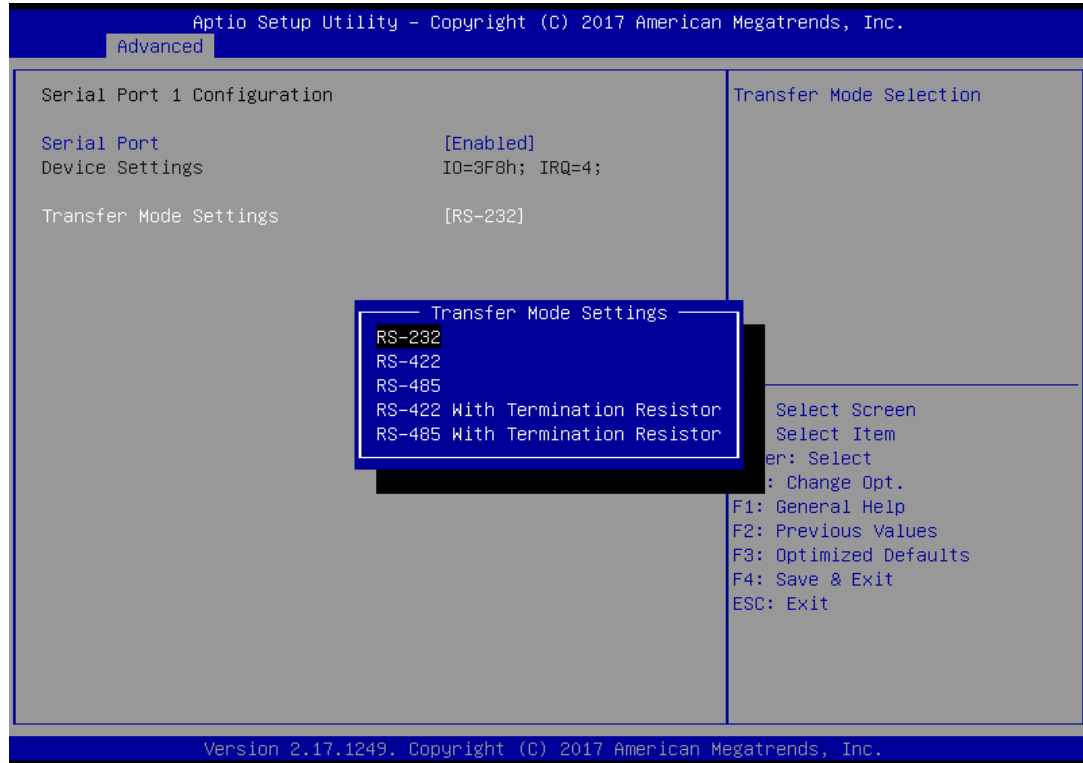 Aptio Setup Utility – Copyright (C) 2017 American Megatrends, Inc.
Advanced
Serial Port 1 Configuration
Serial Port [Enabled]
Device Settings IO=3F8h; IRQ=4;
Transfer Mode Settings [RS-232]
Transfer Mode Selection
Transfer Mode Settings
RS-232
RS-422
RS-485
RS-422 With Termination Resistor
RS-485 With Termination Resistor
Select Screen
Select Item
er: Select
: Change Opt.
F1: General Help
F2: Previous Values
F3: Optimized Defaults
F4: Save & Exit
ESC: Exit
Version 2.17.1249. Copyright (C) 2017 American Megatrends, Inc.